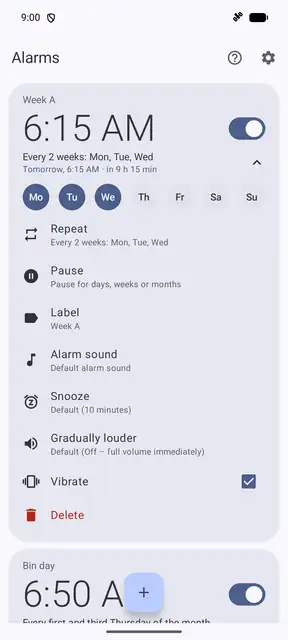 9:00
Alarms
Week A
6:15 AM
Every 2 weeks: Mon, Tue, Wed
Tomorrow, 6:15 AM · in 9 h 15 min
Mo Tu We Th Fr Sa Su
Repeat
Every 2 weeks: Mon, Tue, Wed
Pause
Pause for days, weeks or months
Label
Week A
Alarm sound
Default alarm sound
Snooze
Default (10 minutes)
Gradually louder
Default (Off – full volume immediately)
Vibrate
Delete
Bin day
6:50 A
Every first and third Thursday of the month